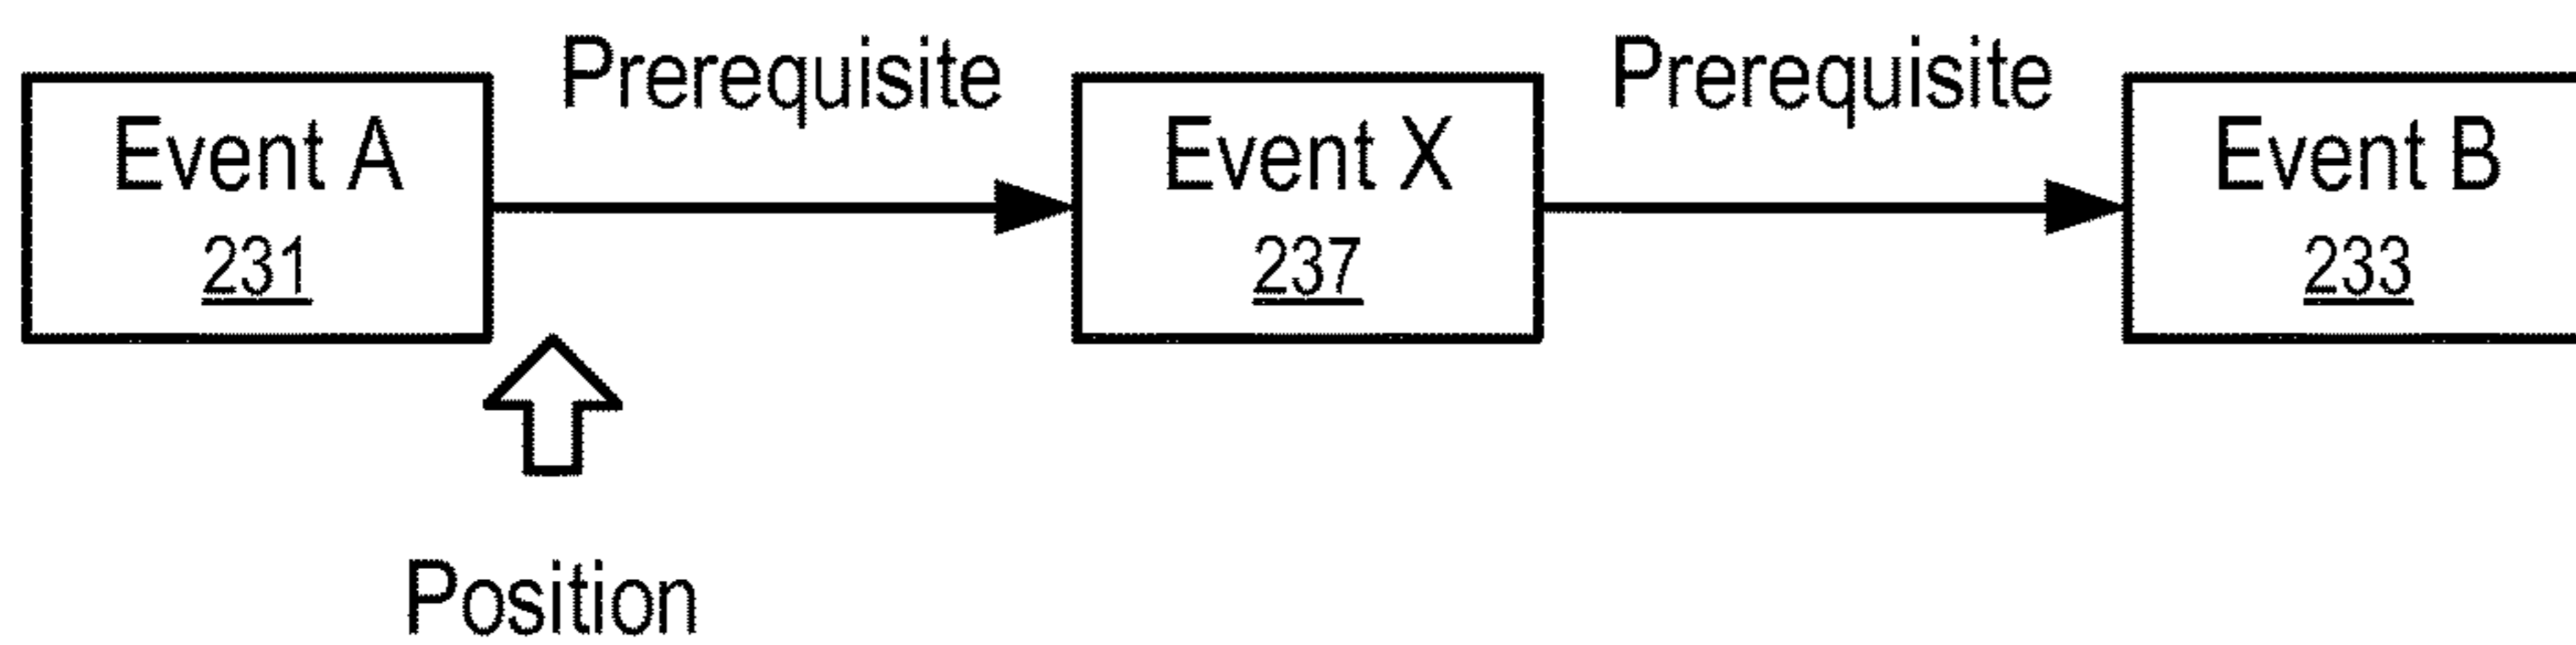 Prerequisite
Prerequisite
Event A
Event X
Event B
231
237
233
Position